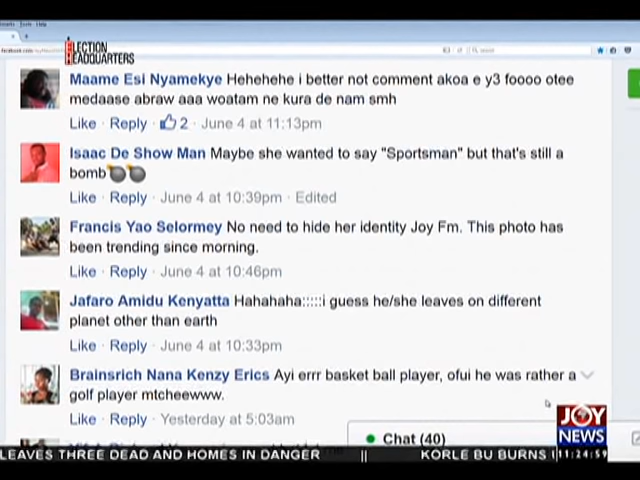 ELECTION
HEADQUARTERS
Search
Maame Esi Nyamekye Hehehehe i better not comment akoa e y3 foooo otee
medaase abraw aaa woatam ne kura de nam smh
Like · Reply · 2 · June 4 at 11:13pm
Isaac De Show Man Maybe she wanted to say "Sportsman" but that's still a
bomb💣💣
Like · Reply · June 4 at 10:39pm · Edited
Francis Yao Selormey No need to hide her identity Joy Fm. This photo has
been trending since morning.
Like · Reply · June 4 at 10:46pm
Jafaro Amidu Kenyatta Hahahaha:::::i guess he/she leaves on different
planet other than earth
Like · Reply · June 4 at 10:33pm
Brainsrich Nana Kenzy Erics Ayi errr basket ball player, ofui he was rather a
golf player mtcheewww.
Like · Reply · Yesterday at 5:03am
Chat (40)
JOY
NEWS
LEAVES THREE DEAD AND HOMES IN DANGER || KORLE BU BURNS
11:24:59